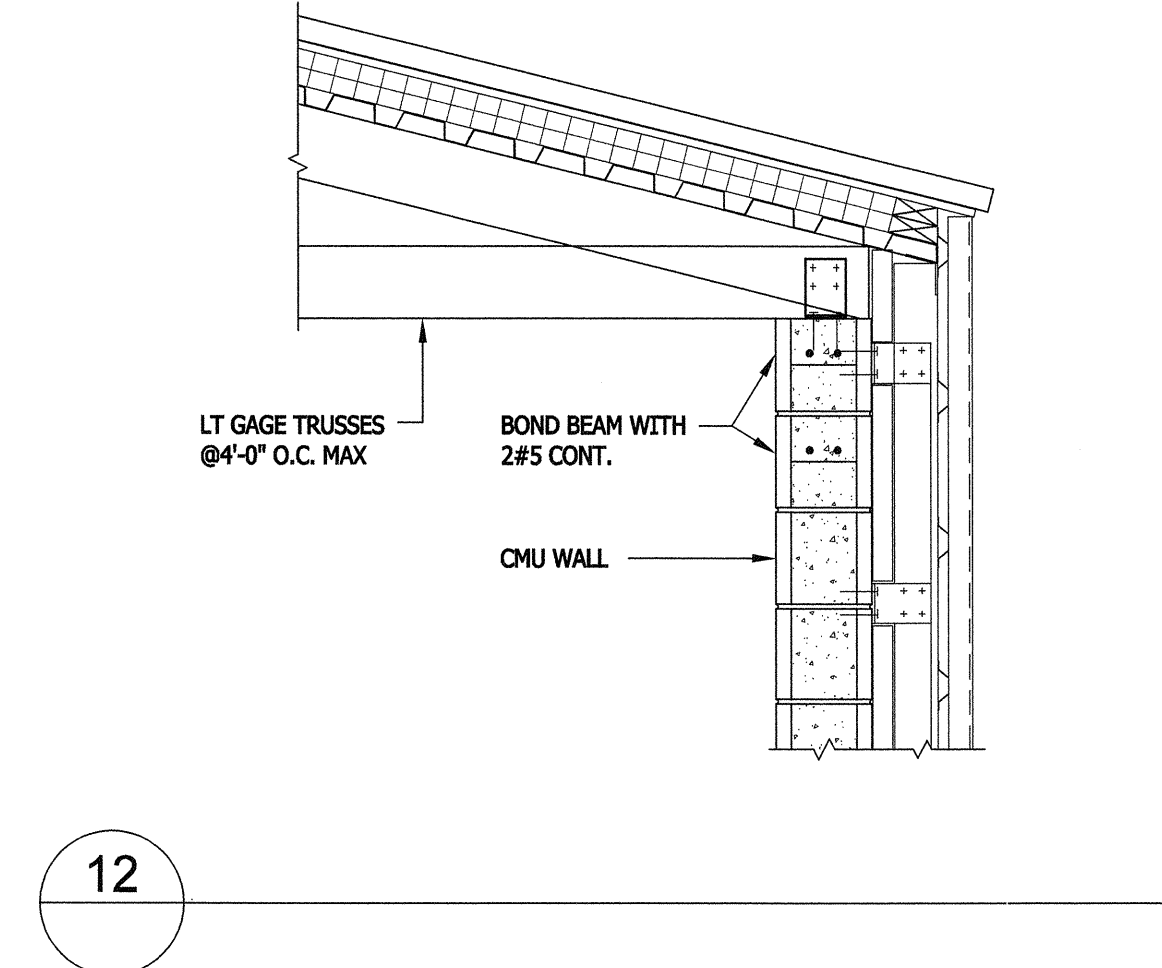 LT GAGE TRUSSES
@4'-0" O.C. MAX
BOND BEAM WITH
2#5 CONT.
CMU WALL
12